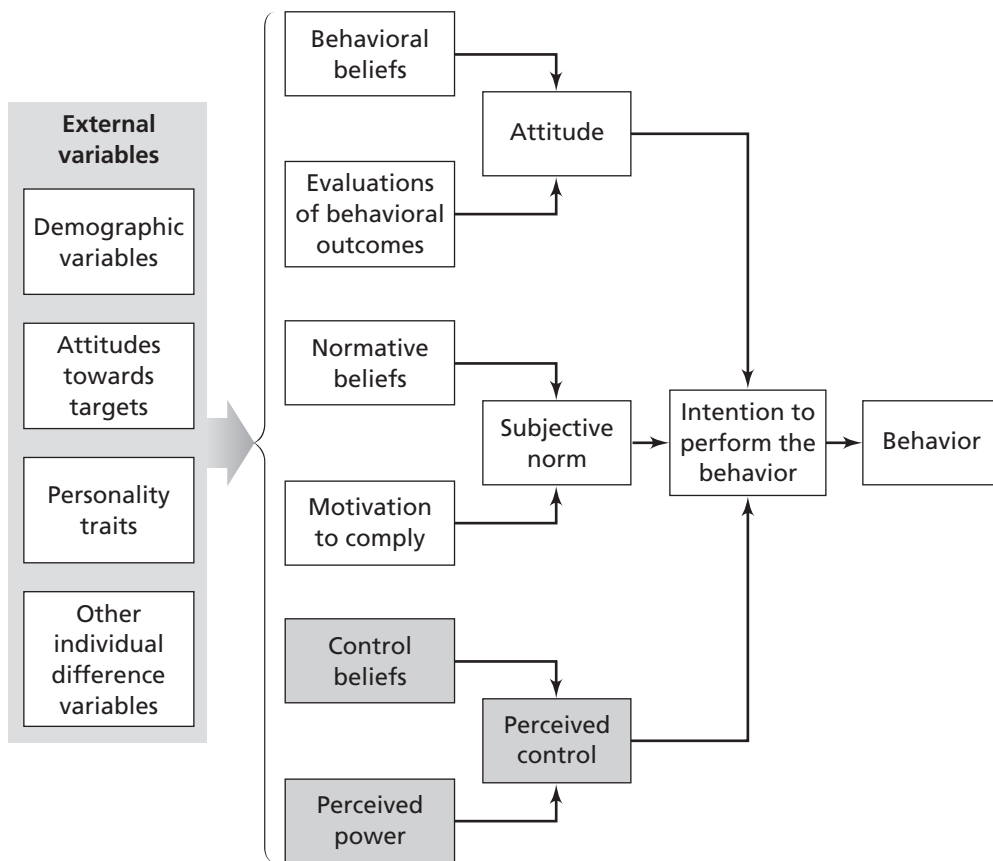 External
variables
Demographic
variables
Attitudes
towards
targets
Personality
traits
Other
individual
difference
variables
Behavioral
beliefs
Evaluations
of behavioral
outcomes
Attitude
Normative
beliefs
Motivation
to comply
Subjective
norm
Control
beliefs
Perceived
power
Perceived
control
Intention to
perform the
behavior
Behavior